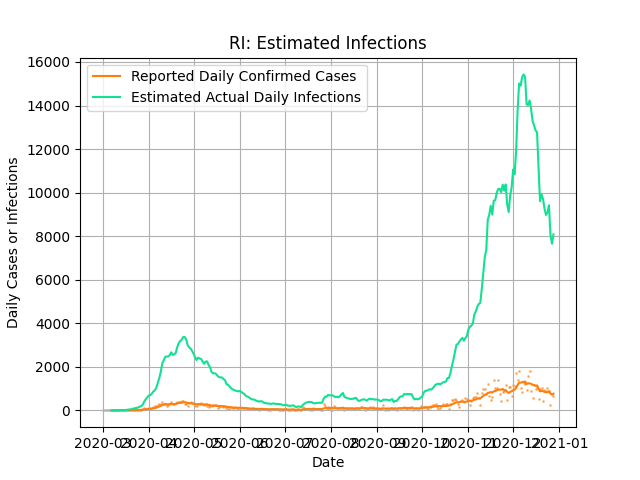 RI: Estimated Infections
Reported Daily Confirmed Cases
Estimated Actual Daily Infections
Daily Cases or Infections
16000
14000
12000
10000
8000
6000
4000
2000
0
2020-03 2020-04 2020-05 2020-06 2020-07 2020-08 2020-09 2020-10 2020-11 2020-12 2021-01
Date